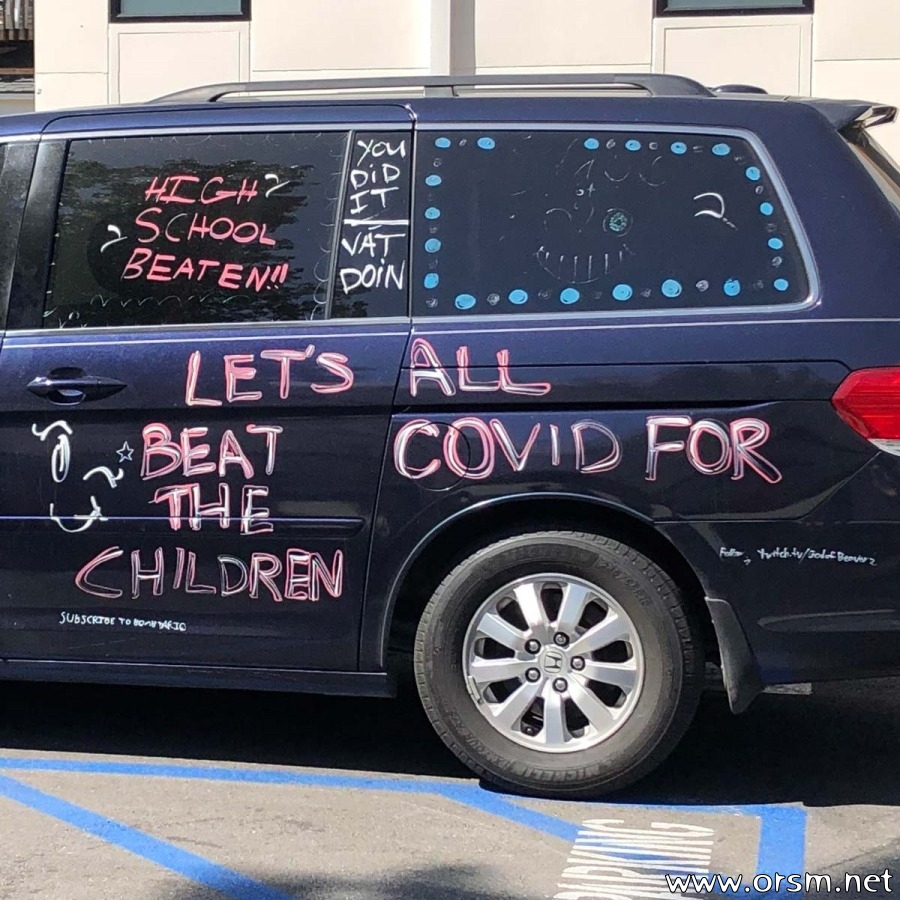 HIGH
SCHOOL
BEATEN!!
YOU
DiD
IT
VAT
DOIN
LET'S ALL
BEAT COVID FOR
THE
CHILDREN
SUBSCRIBE TO
PARKING
www.orsm.net